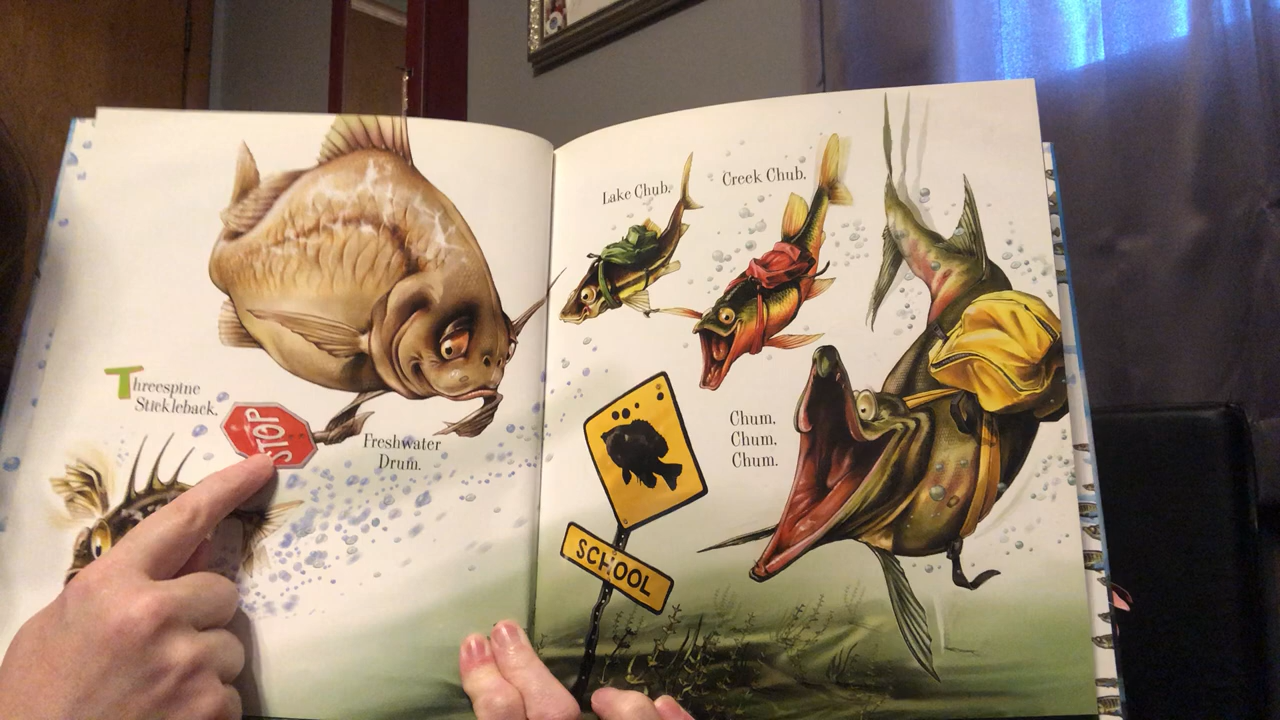 Threespine
Stickleback.
STOP
Freshwater
Drum.
Lake Chub.
Creek Chub.
Chum.
Chum.
Chum.
SCHOOL